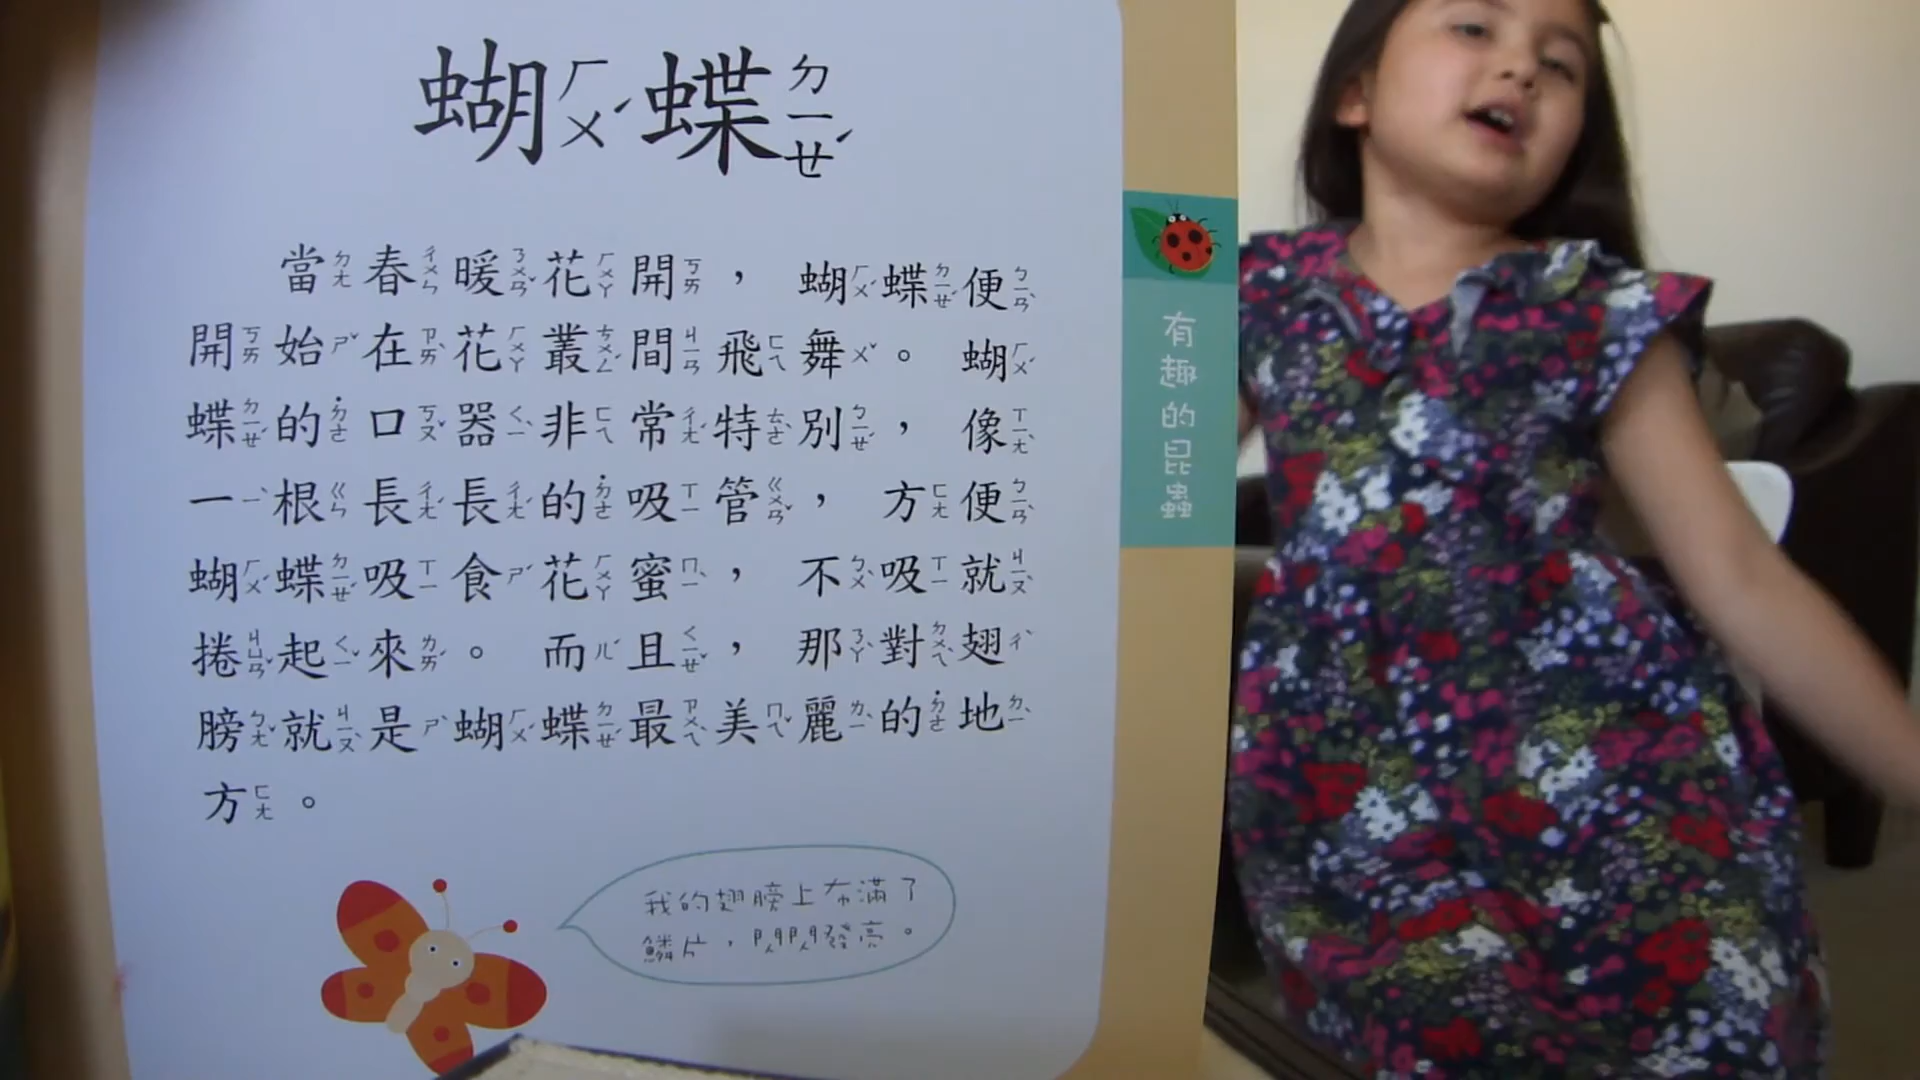 蝴蝶
當春暖花開，蝴蝶便
開始在花叢間飛舞。蝴
蝶的口器非常特別，像
一根長長的吸管，方便
蝴蝶吸食花蜜，不吸就
捲起來。而且，那對翅
膀就是蝴蝶最美麗的地
方。
我的翅膀上布滿了
鱗片，閃閃發亮。
有趣的昆蟲